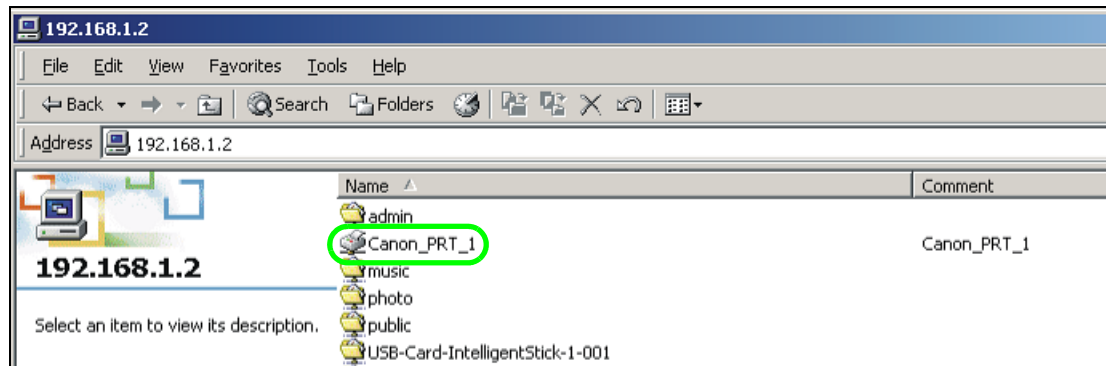 192.168.1.2
File Edit View Favorites Tools Help
Back Search Folders
Address 192.168.1.2
Name Comment
admin
Canon_PRT_1 Canon_PRT_1
192.168.1.2
music
photo
Select an item to view its description.
public
USB-Card-IntelligentStick-1-001